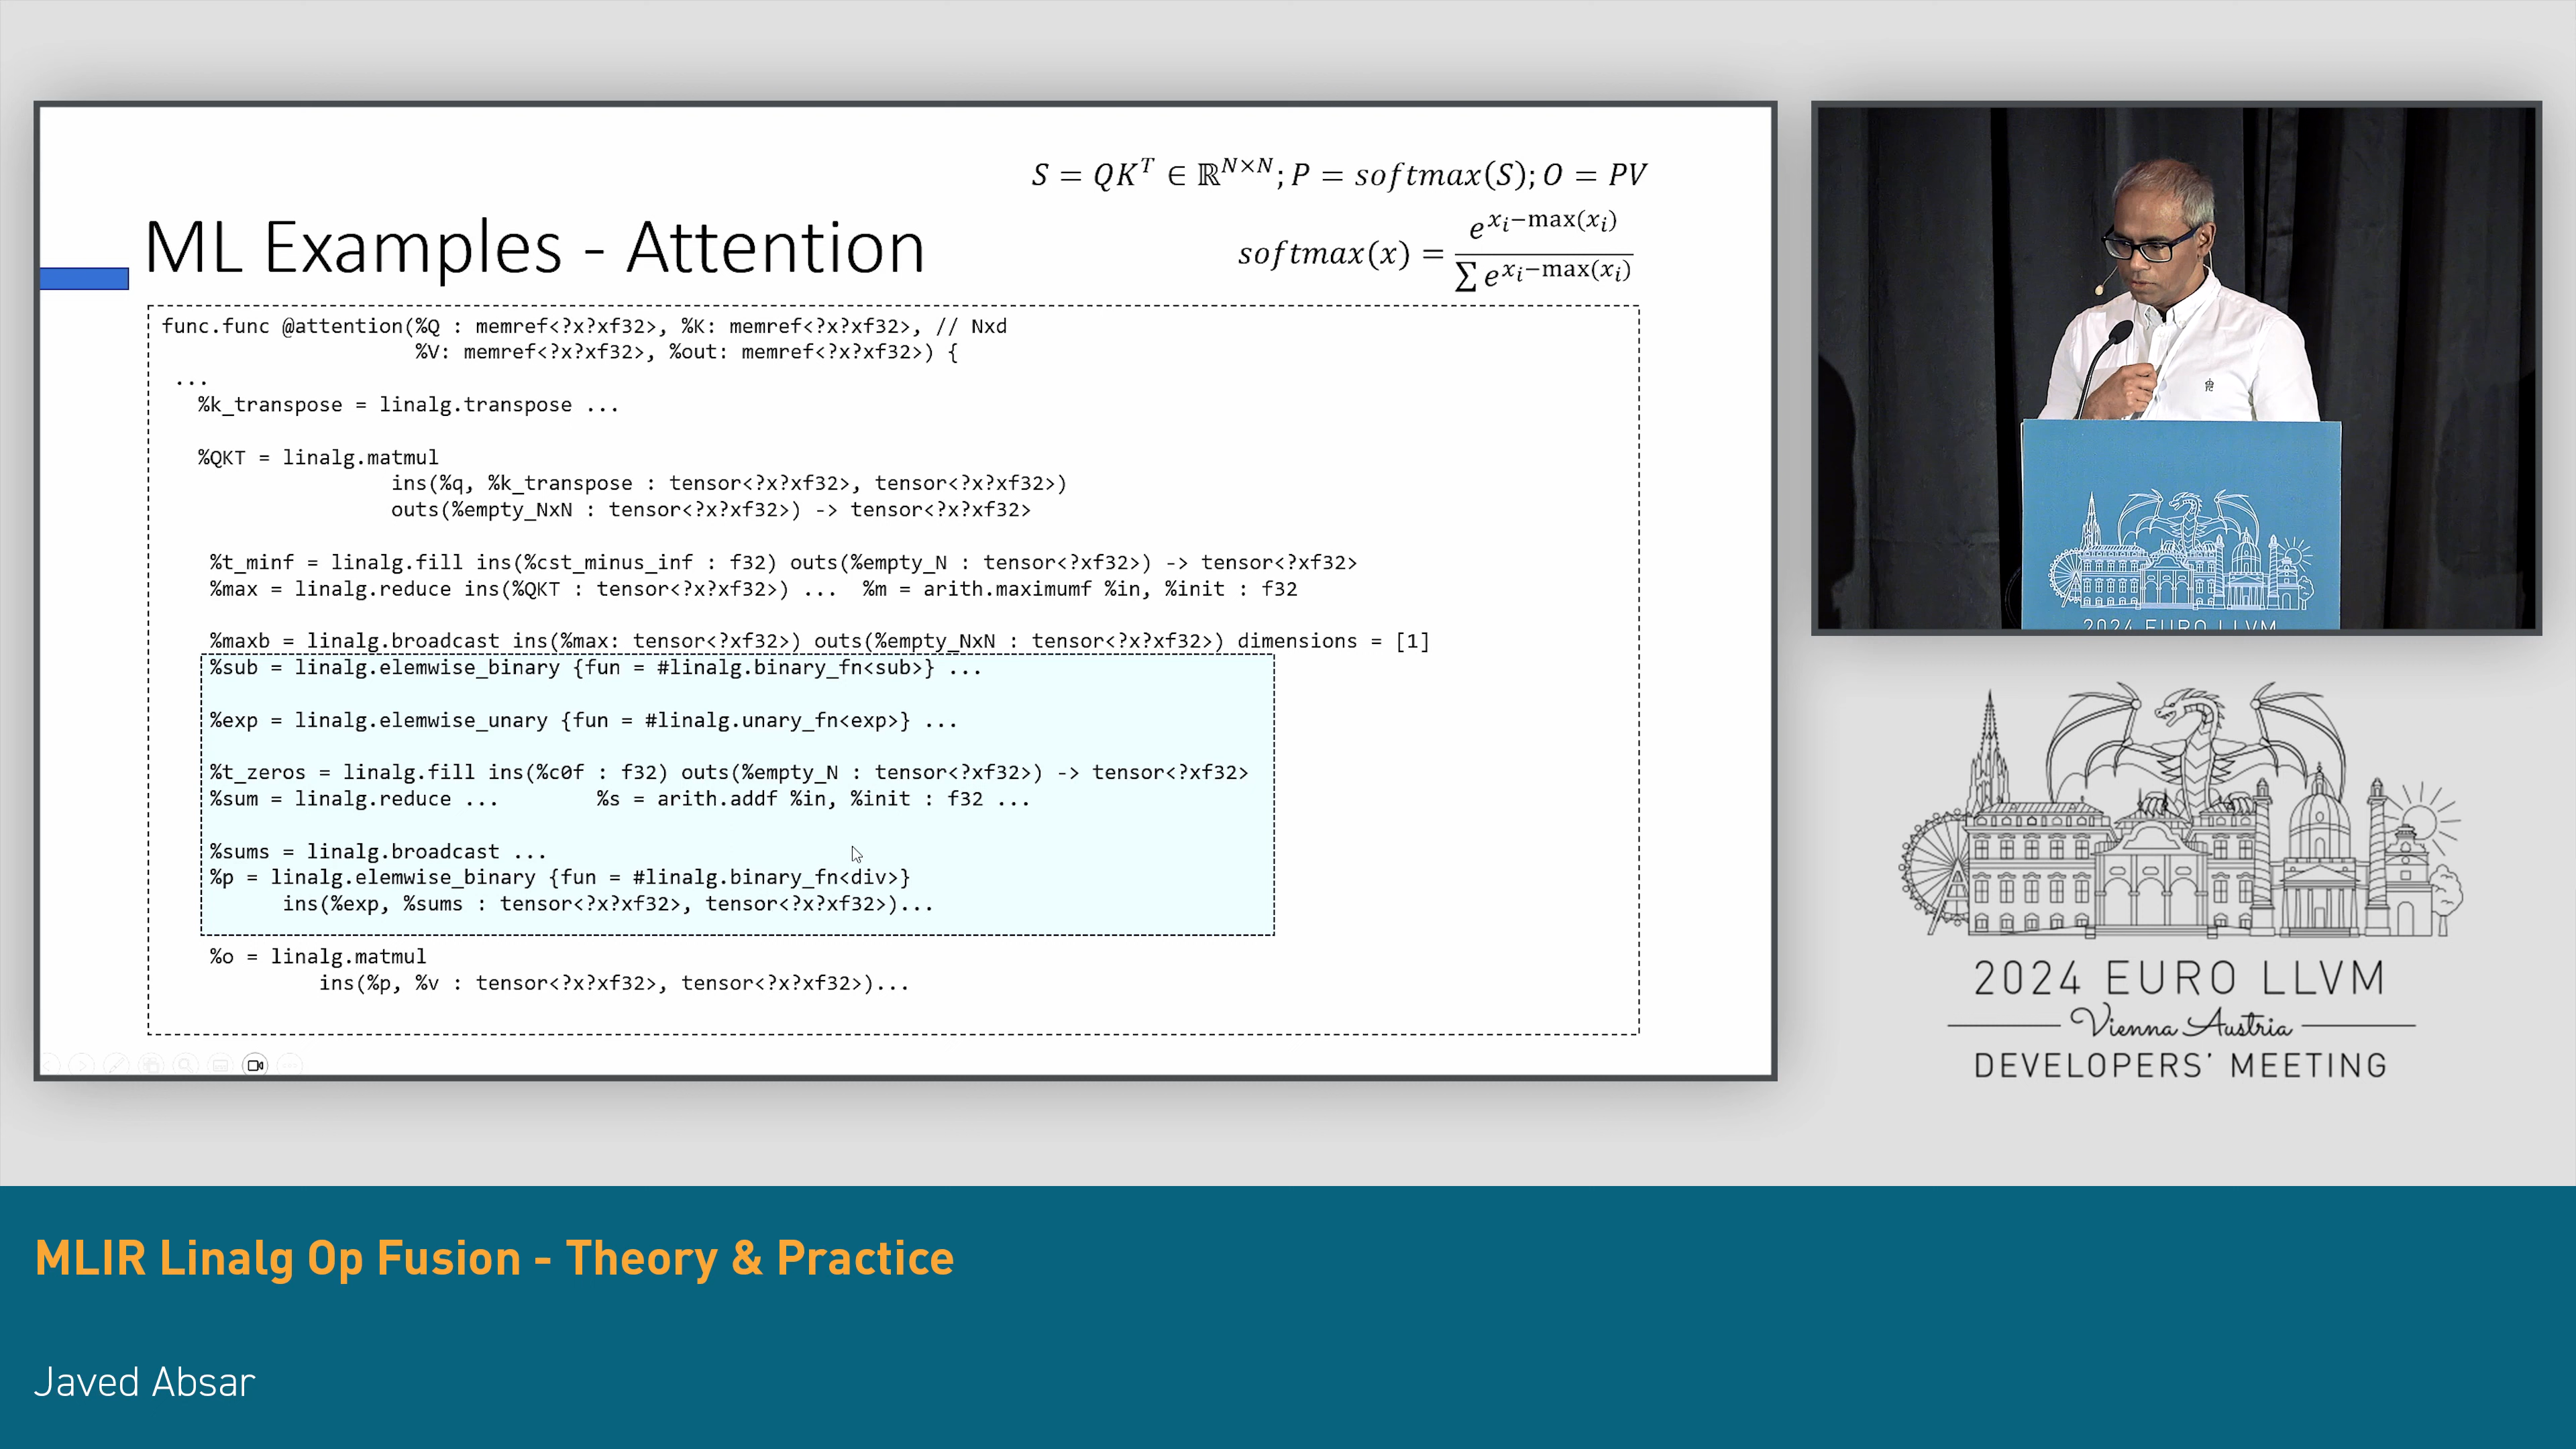 S = QK^T ∈ ℝ^{N×N}; P = softmax(S); O = PV
softmax(x) = e^{x_i−max(x_i)} / ∑ e^{x_i−max(x_i)}
ML Examples - Attention
func.func @attention(%Q : memref<?x?xf32>, %K: memref<?x?xf32>, // Nxd
%V: memref<?x?xf32>, %out: memref<?x?xf32>) {
...
%k_transpose = linalg.transpose ...
%QKT = linalg.matmul
ins(%q, %k_transpose : tensor<?x?xf32>, tensor<?x?xf32>)
outs(%empty_NxN : tensor<?x?xf32>) -> tensor<?x?xf32>
%t_minf = linalg.fill ins(%cst_minus_inf : f32) outs(%empty_N : tensor<?xf32>) -> tensor<?xf32>
%max = linalg.reduce ins(%QKT : tensor<?x?xf32>) ... %m = arith.maximumf %in, %init : f32
%maxb = linalg.broadcast ins(%max: tensor<?xf32>) outs(%empty_NxN : tensor<?x?xf32>) dimensions = [1]
%sub = linalg.elemwise_binary {fun = #linalg.binary_fn<sub>} ...
%exp = linalg.elemwise_unary {fun = #linalg.unary_fn<exp>} ...
%t_zeros = linalg.fill ins(%c0f : f32) outs(%empty_N : tensor<?xf32>) -> tensor<?xf32>
%sum = linalg.reduce ... %s = arith.addf %in, %init : f32 ...
%sums = linalg.broadcast ...
%p = linalg.elemwise_binary {fun = #linalg.binary_fn<div>}
ins(%exp, %sums : tensor<?x?xf32>, tensor<?x?xf32>)...
%o = linalg.matmul
ins(%p, %v : tensor<?x?xf32>, tensor<?x?xf32>)...
2024 EURO LLVM
2024 EURO LLVM
Vienna Austria
DEVELOPERS' MEETING
MLIR Linalg Op Fusion - Theory & Practice
Javed Absar